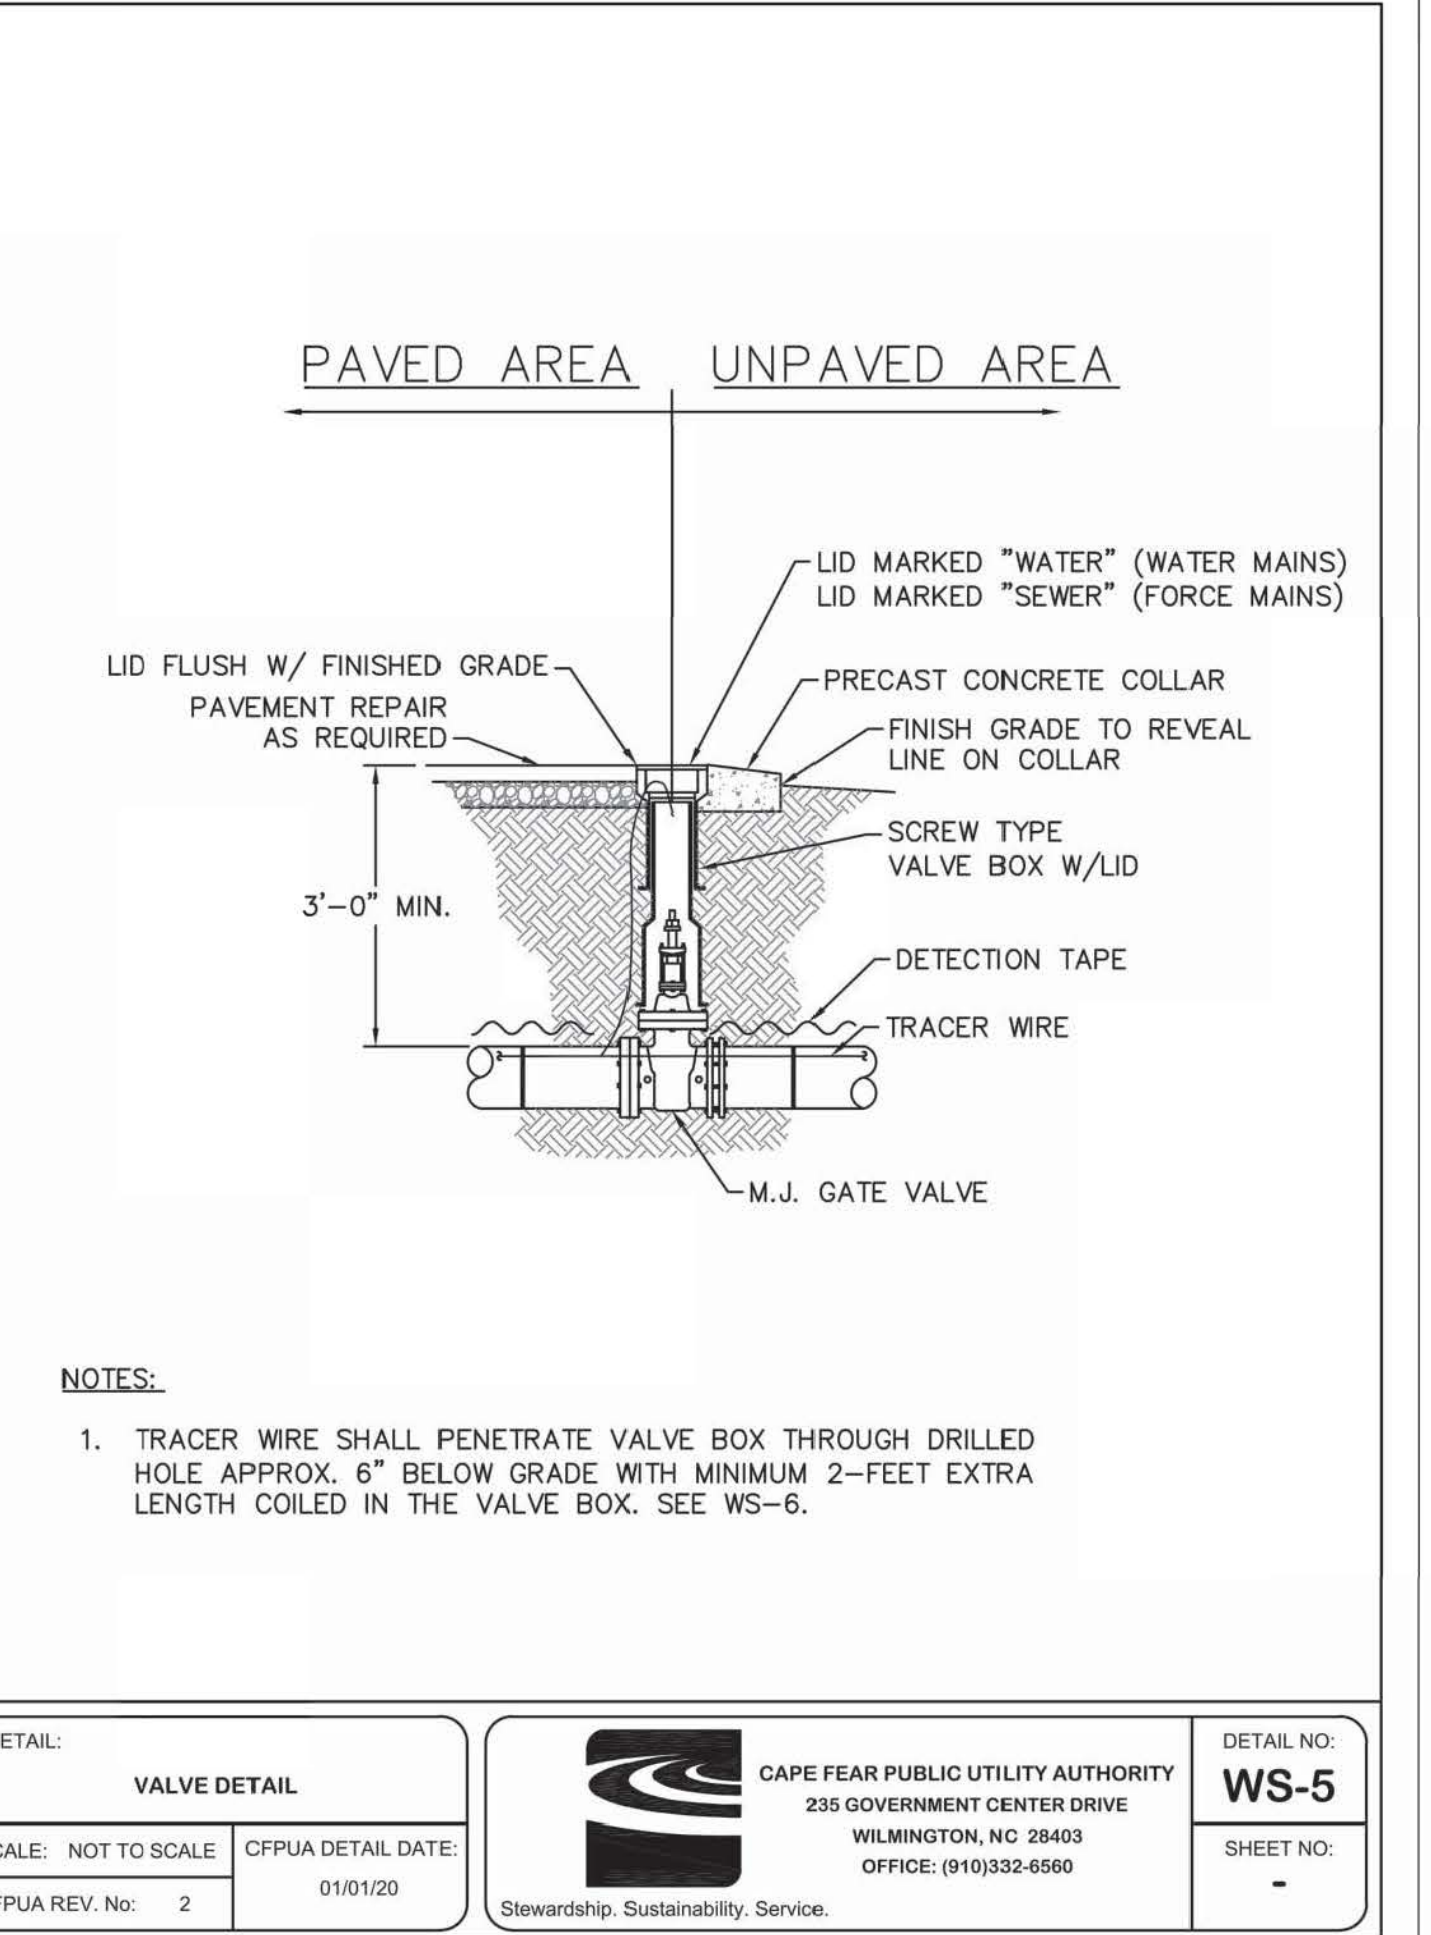 PAVED AREA UNPAVED AREA
LID MARKED "WATER" (WATER MAINS)
LID MARKED "SEWER" (FORCE MAINS)
LID FLUSH W/ FINISHED GRADE
PAVEMENT REPAIR
AS REQUIRED
PRECAST CONCRETE COLLAR
FINISH GRADE TO REVEAL
LINE ON COLLAR
SCREW TYPE
VALVE BOX W/LID
3'-0" MIN.
DETECTION TAPE
TRACER WIRE
M.J. GATE VALVE
NOTES:
1. TRACER WIRE SHALL PENETRATE VALVE BOX THROUGH DRILLED
HOLE APPROX. 6" BELOW GRADE WITH MINIMUM 2-FEET EXTRA
LENGTH COILED IN THE VALVE BOX. SEE WS-6.
ETAIL:
VALVE DETAIL
CALE: NOT TO SCALE
FPUA REV. No: 2
CFPUA DETAIL DATE:
01/01/20
Stewardship. Sustainability. Service.
CAPE FEAR PUBLIC UTILITY AUTHORITY
235 GOVERNMENT CENTER DRIVE
WILMINGTON, NC 28403
OFFICE: (910)332-6560
DETAIL NO:
WS-5
SHEET NO:
-